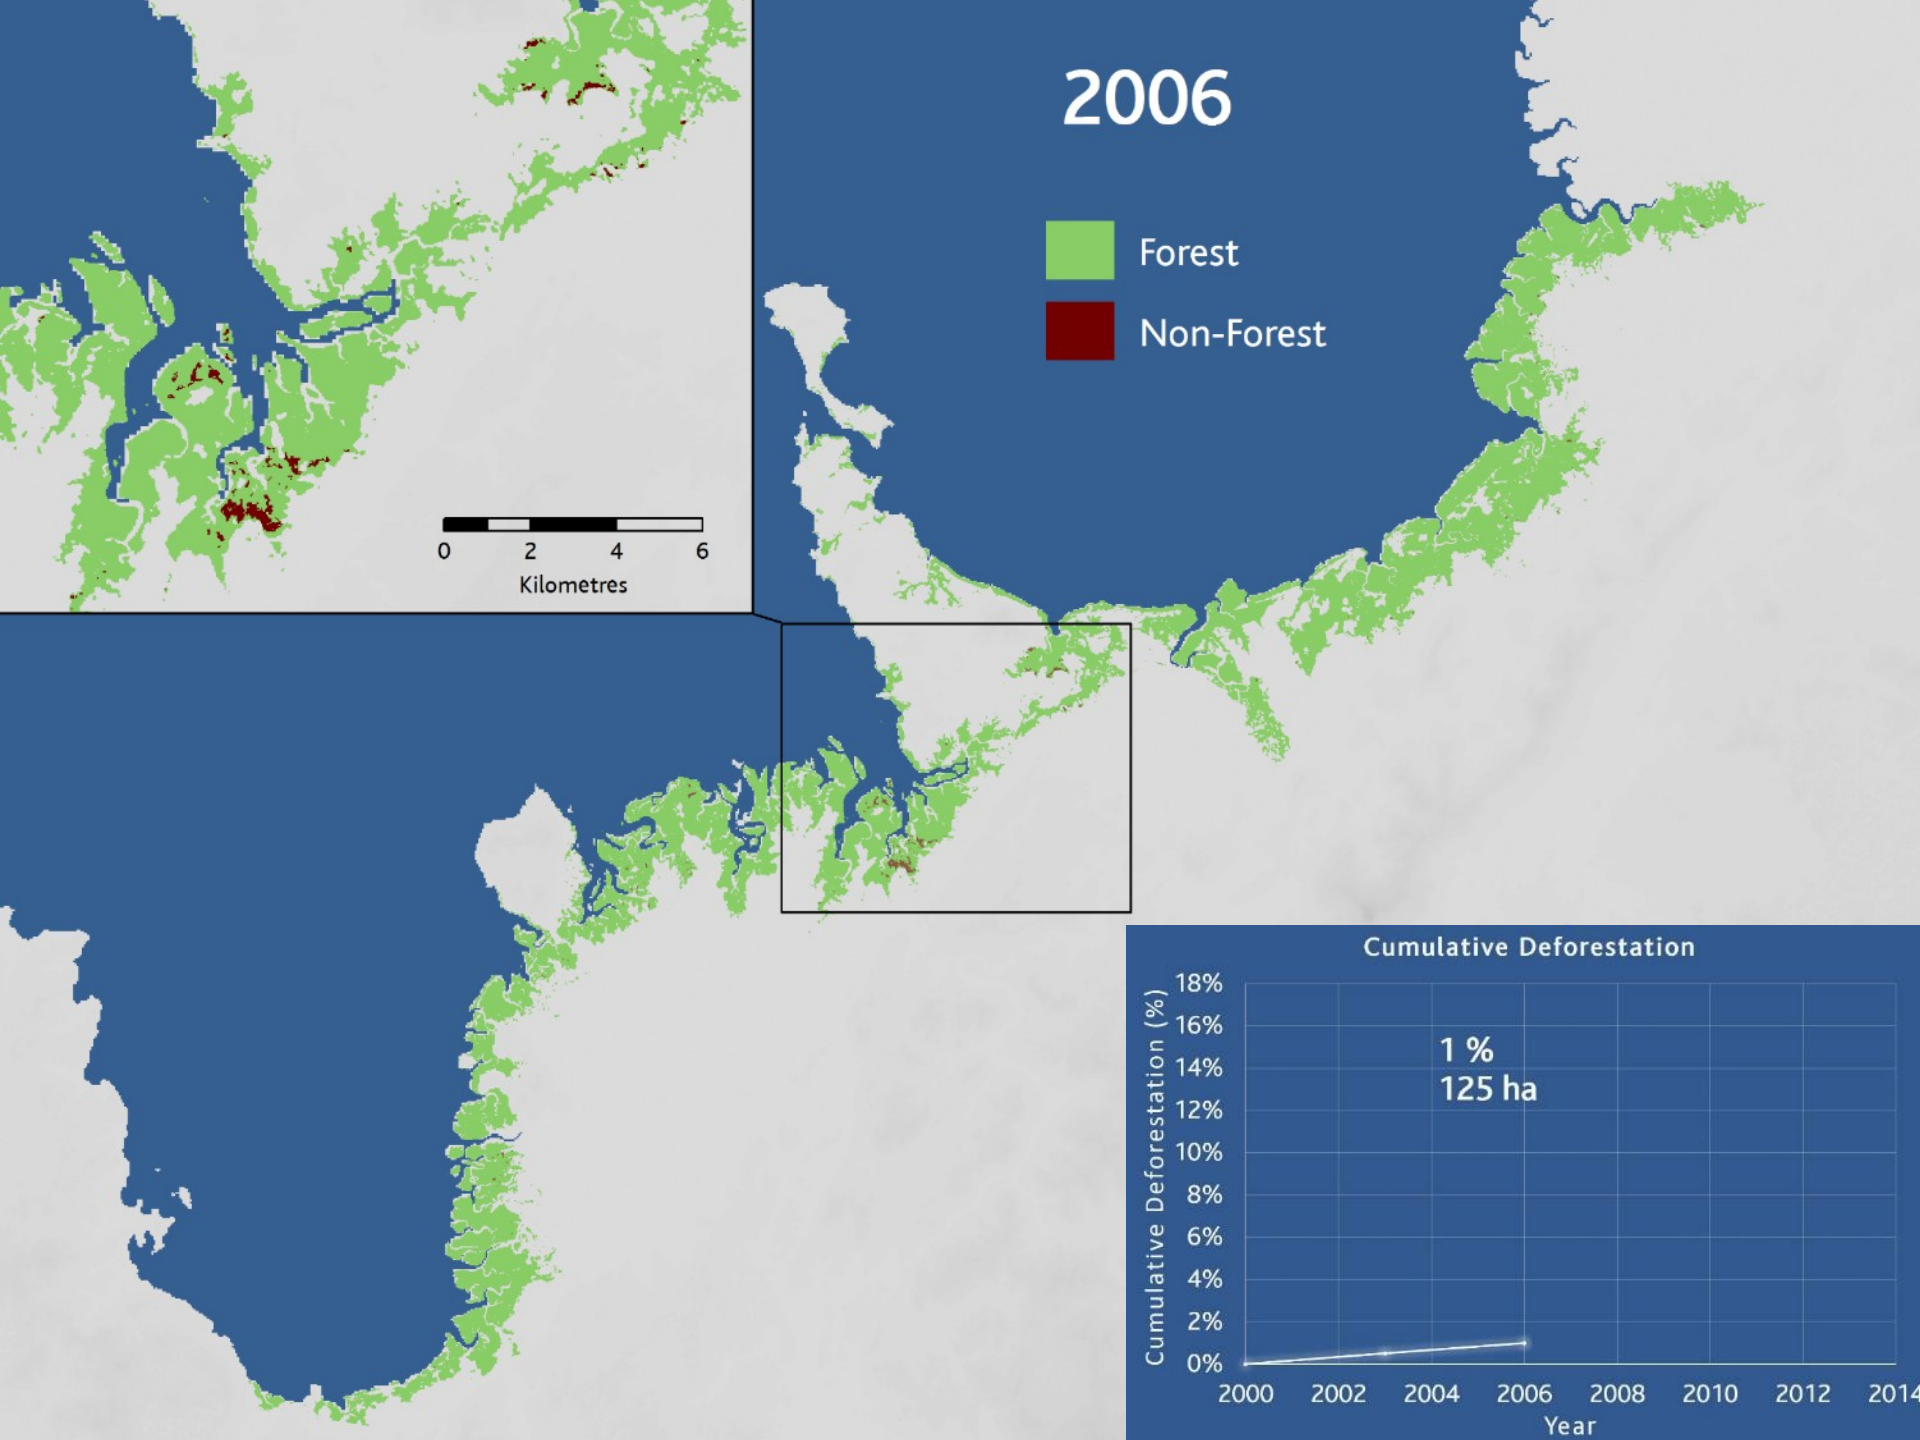 2006
Forest
Non-Forest
0 2 4 6
Kilometres
Cumulative Deforestation
Cumulative Deforestation (%)
18%
16%
14%
12%
10%
8%
6%
4%
2%
0%
1 %
125 ha
2000 2002 2004 2006 2008 2010 2012 2014
Year